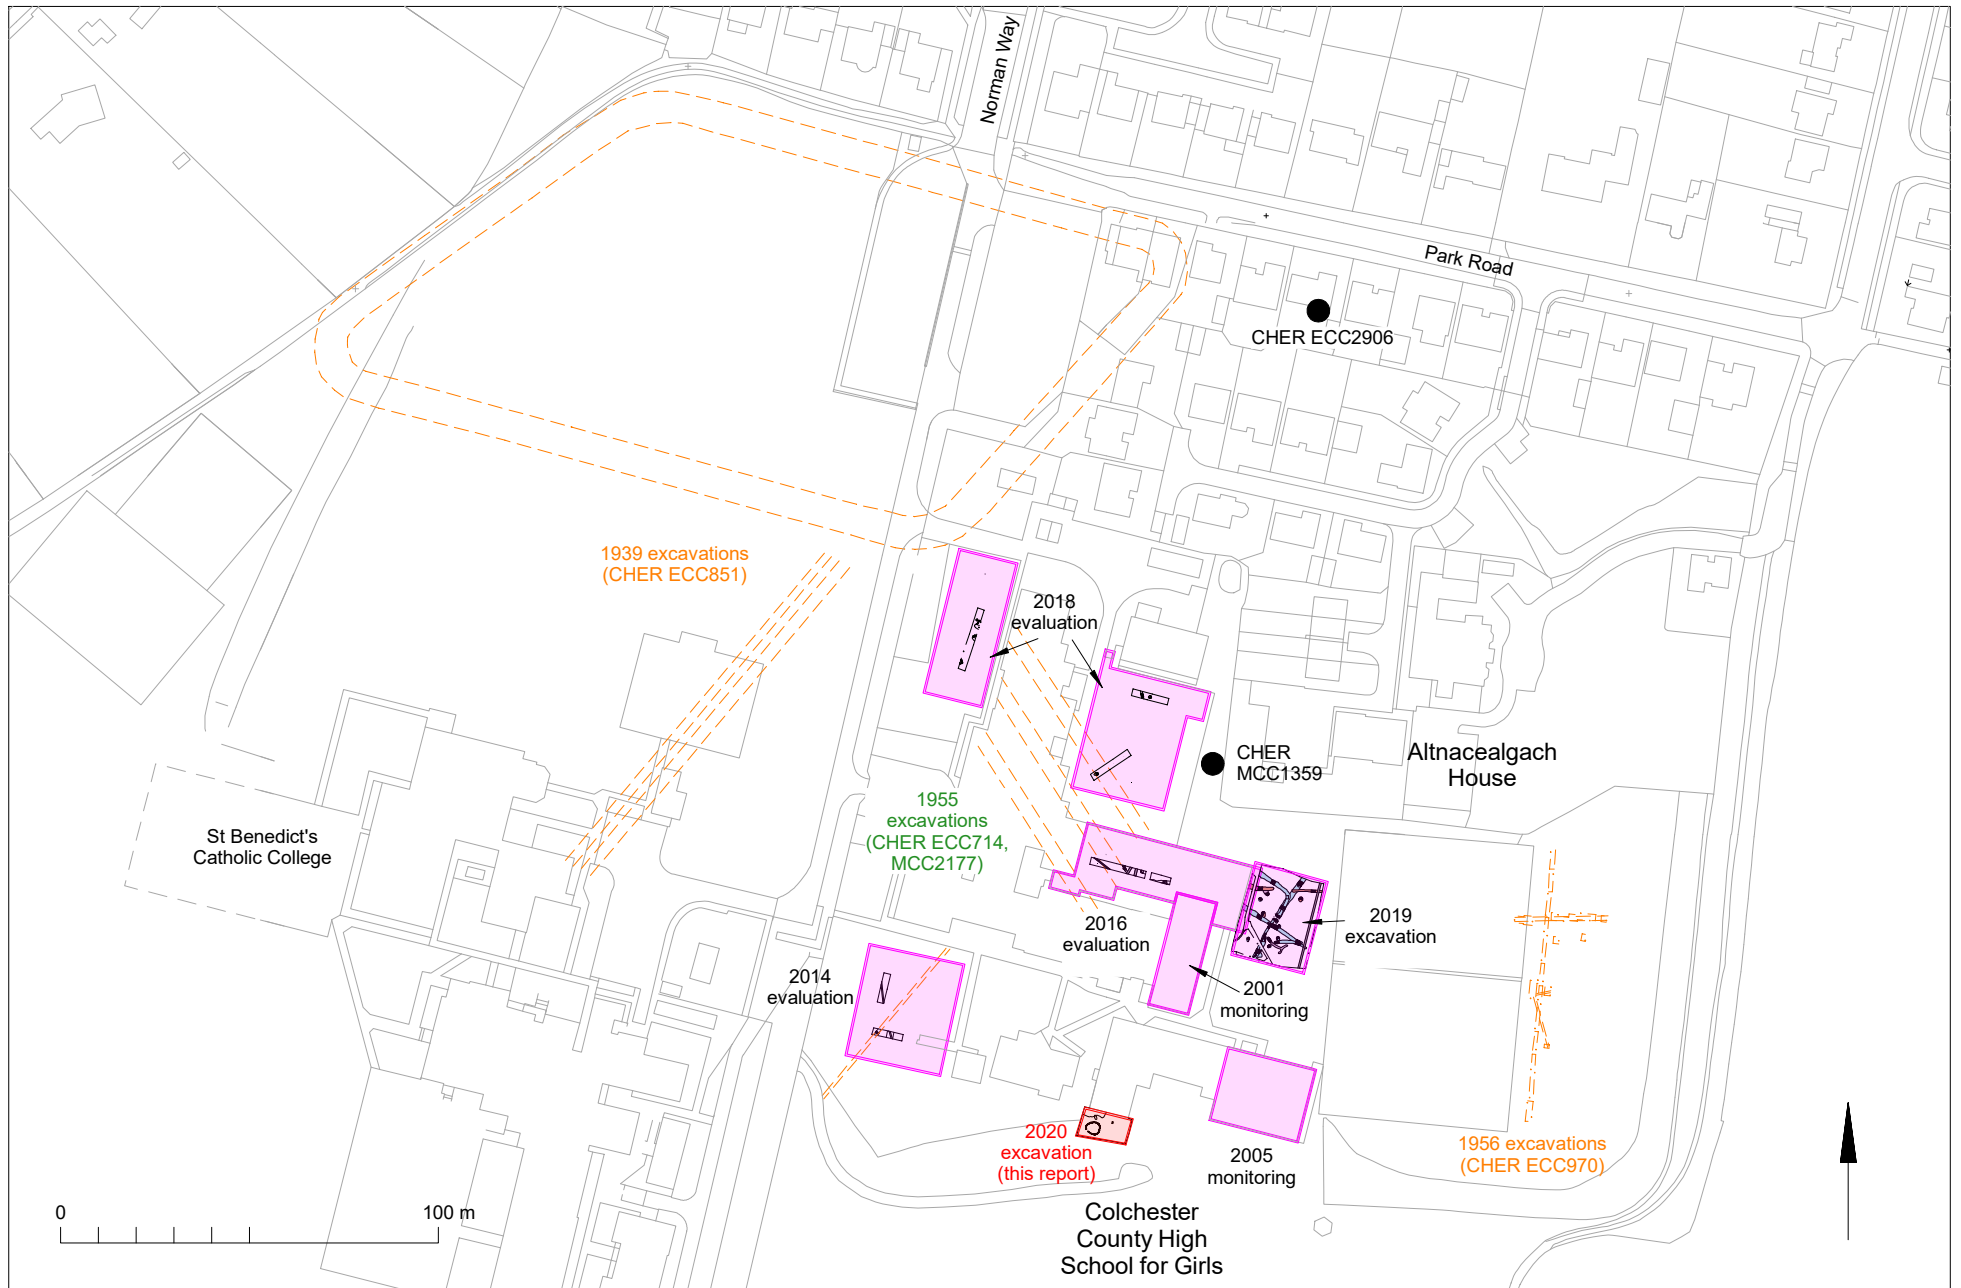 Norman Way
Park Road
CHER ECC2906
1939 excavations
(CHER ECC851)
2018
evaluation
CHER
MCC1359
Altnacealgach
House
1955
excavations
(CHER ECC714,
MCC2177)
St Benedict's
Catholic College
2016
evaluation
2019
excavation
2014
evaluation
2001
monitoring
2020
excavation
(this report)
2005
monitoring
1956 excavations
(CHER ECC970)
0
100 m
Colchester
County High
School for Girls